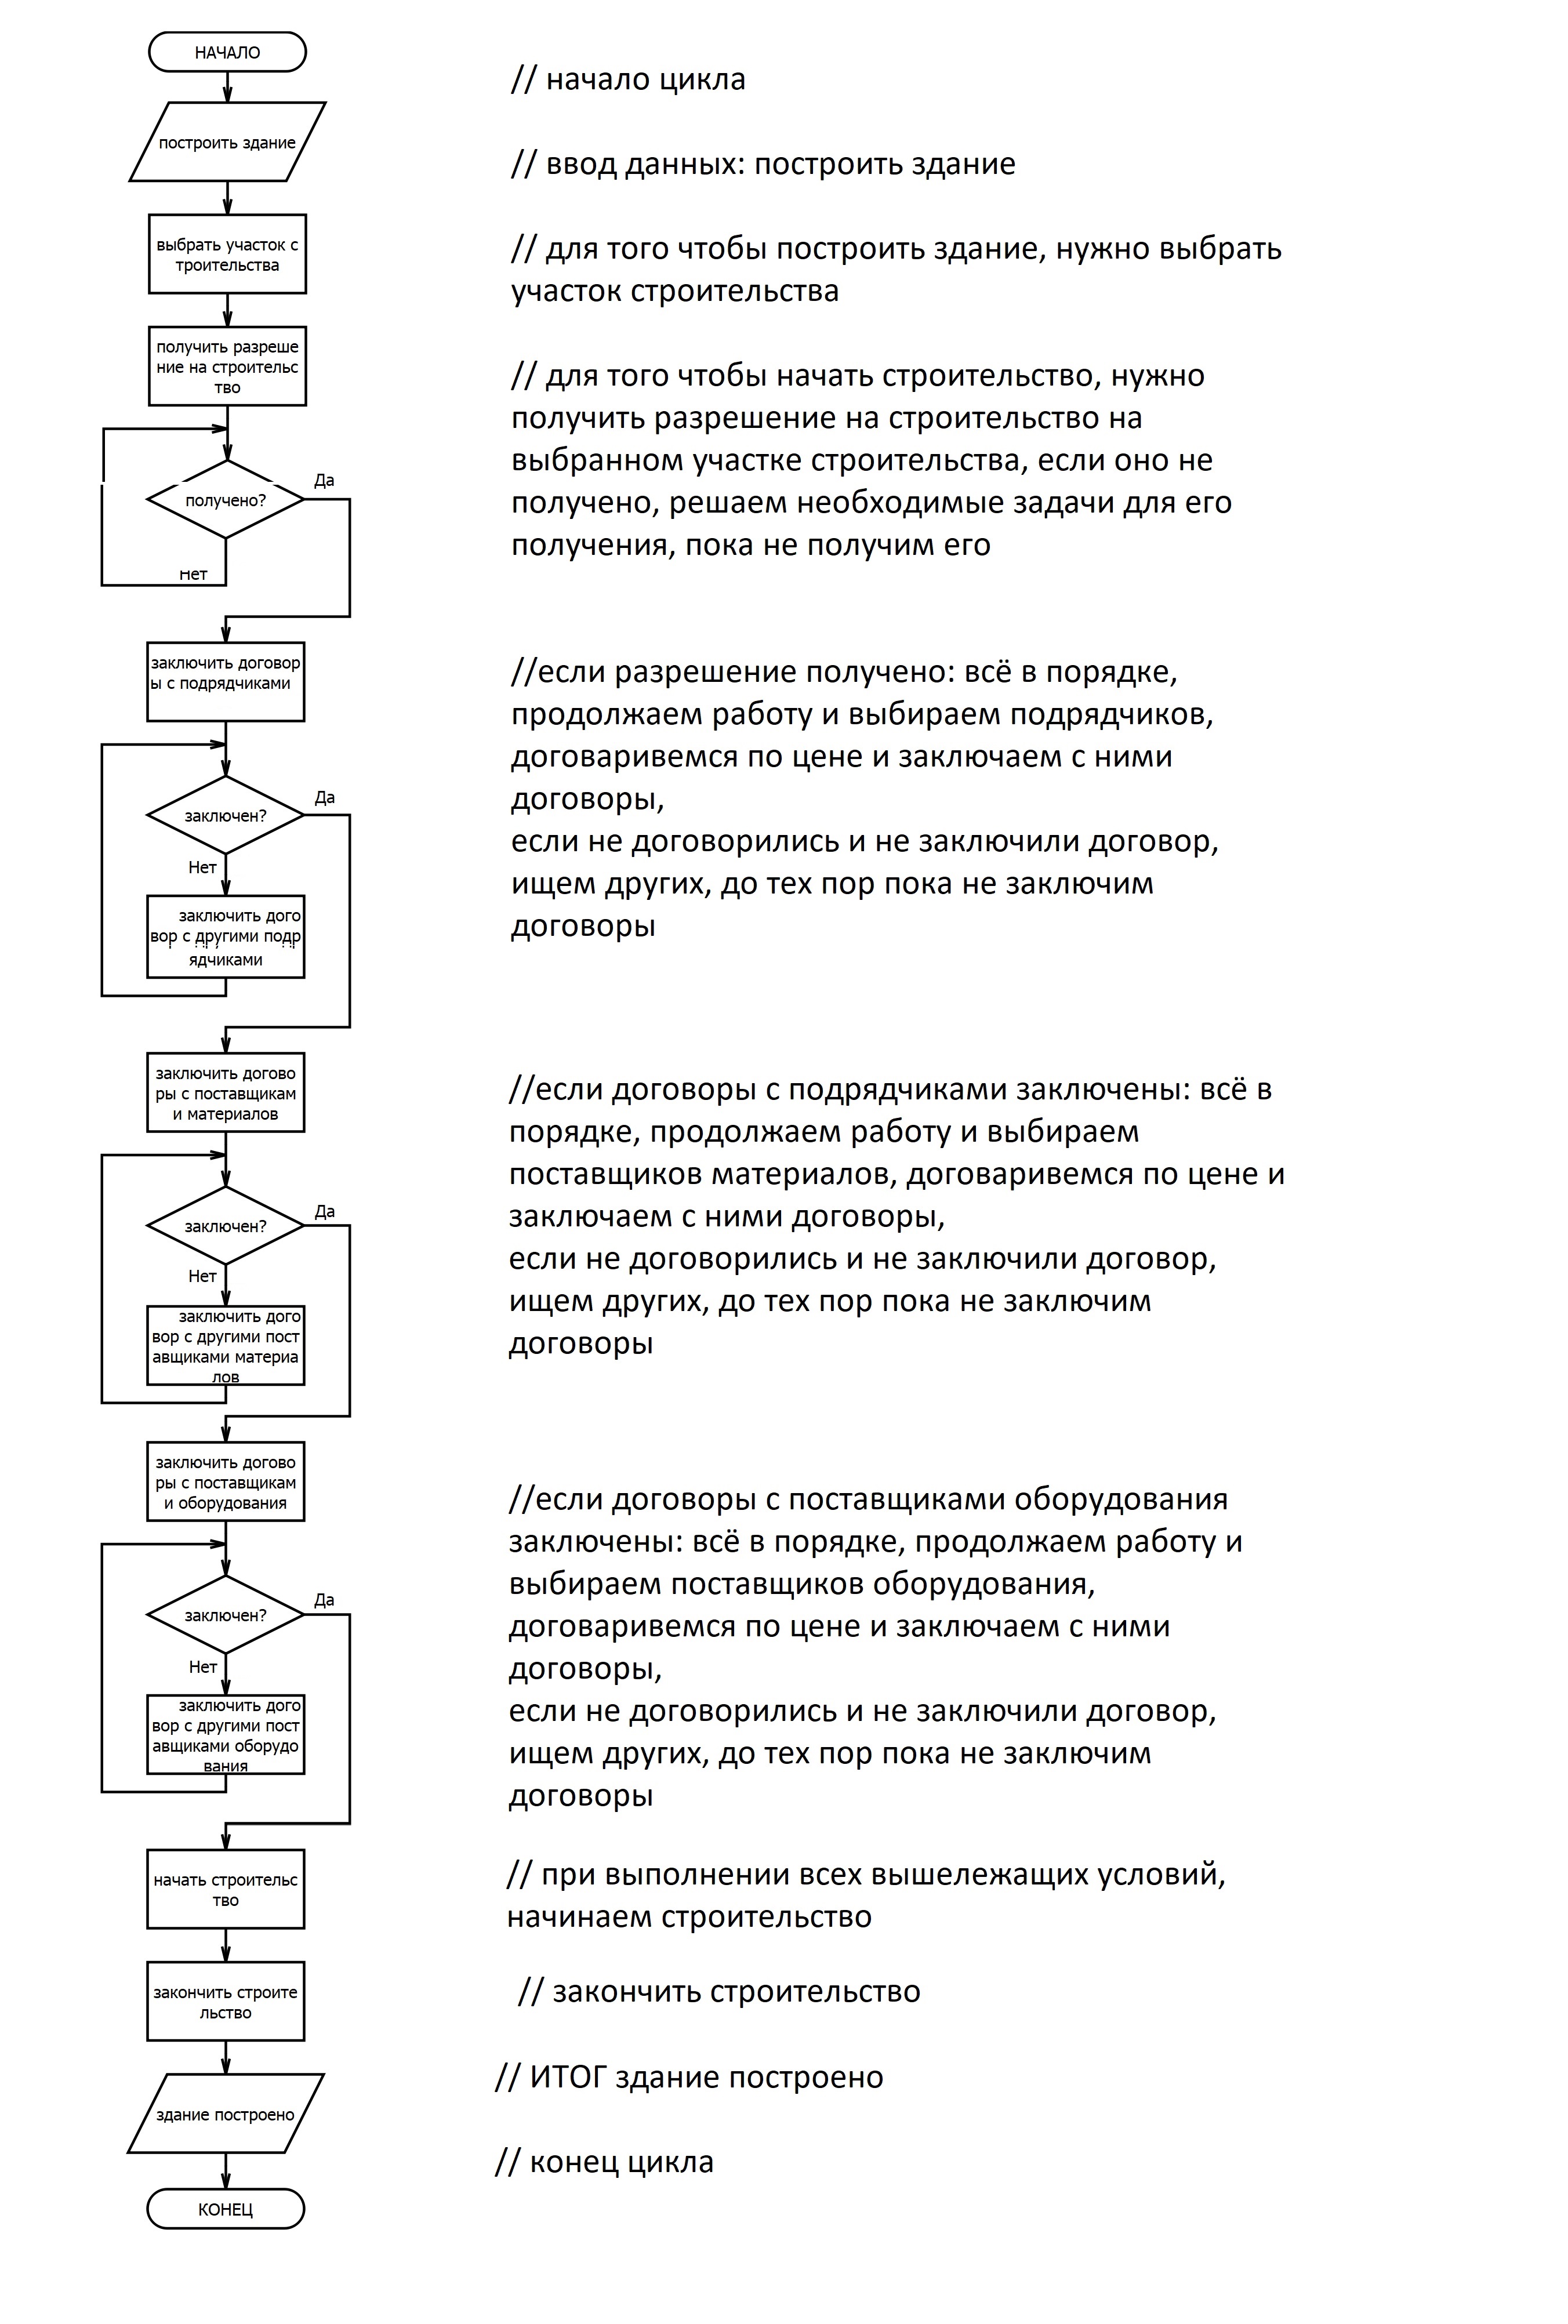 НАЧАЛО
// начало цикла
построить здание
// ввод данных: построить здание
выбрать участок с
троительства
// для того чтобы построить здание, нужно выбрать
участок строительства
получить разреше
ние на строительс
тво
// для того чтобы начать строительство, нужно
получить разрешение на строительство на
выбранном участке строительства, если оно не
получено, решаем необходимые задачи для его
получения, пока не получим его
Да
получено?
нет
заключить договор
ы с подрядчиками
//если разрешение получено: всё в порядке,
продолжаем работу и выбираем подрядчиков,
договаривемся по цене и заключаем с ними
договоры,
если не договорились и не заключили договор,
ищем других, до тех пор пока не заключим
договоры
Да
заключен?
Нет
заключить дого
вор с другими подр
ядчиками
заключить догово
ры с поставщикам
и материалов
//если договоры с подрядчиками заключены: всё в
порядке, продолжаем работу и выбираем
поставщиков материалов, договаривемся по цене и
заключаем с ними договоры,
если не договорились и не заключили договор,
ищем других, до тех пор пока не заключим
договоры
Да
заключен?
Нет
заключить дого
вор с другими пост
авщиками материа
лов
заключить догово
ры с поставщикам
и оборудования
//если договоры с поставщиками оборудования
заключены: всё в порядке, продолжаем работу и
выбираем поставщиков оборудования,
договаривемся по цене и заключаем с ними
договоры,
если не договорились и не заключили договор,
ищем других, до тех пор пока не заключим
договоры
Да
заключен?
Нет
заключить дого
вор с другими пост
авщиками оборудо
вания
начать строительс
тво
// при выполнении всех вышележащих условий,
начинаем строительство
закончить строите
льство
// закончить строительство
здание построено
// ИТОГ здание построено
// конец цикла
КОНЕЦ